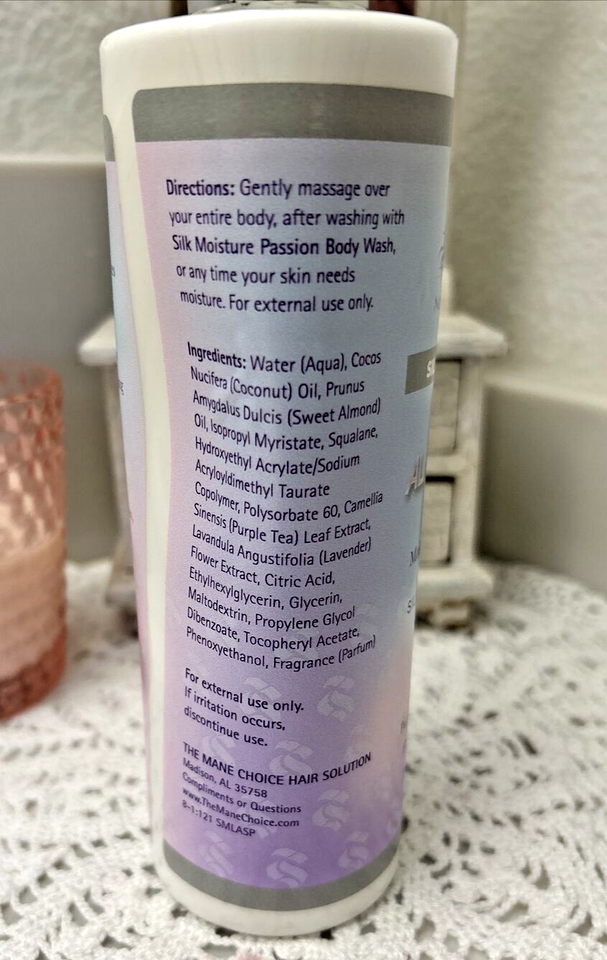 Directions: Gently massage over
your entire body, after washing with
Silk Moisture Passion Body Wash,
or any time your skin needs
moisture. For external use only.
Ingredients: Water (Aqua), Cocos
Nucifera (Coconut) Oil, Prunus
Amygdalus Dulcis (Sweet Almond)
Oil, Isopropyl Myristate, Squalane,
Hydroxyethyl Acrylate/Sodium
Acryloyldimethyl Taurate
Copolymer, Polysorbate 60, Camellia
Sinensis (Purple Tea) Leaf Extract,
Lavandula Angustifolia (Lavender)
Flower Extract, Citric Acid,
Ethylhexylglycerin, Glycerin,
Maltodextrin, Propylene Glycol
Dibenzoate, Tocopheryl Acetate,
Phenoxyethanol, Fragrance (Parfum)
For external use only.
If irritation occurs,
discontinue use.
THE MANE CHOICE HAIR SOLUTION
Madison, AL 35758
Compliments or Questions
www.TheManeChoice.com
8-1:121 SMLASP